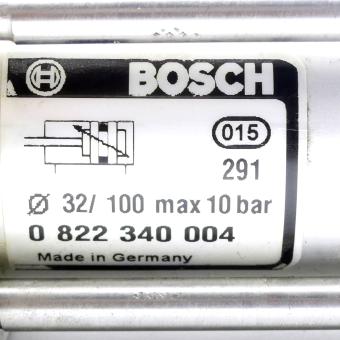 BOSCH
015
291
Ø 32/ 100 max 10 bar
0 822 340 004
Made in Germany